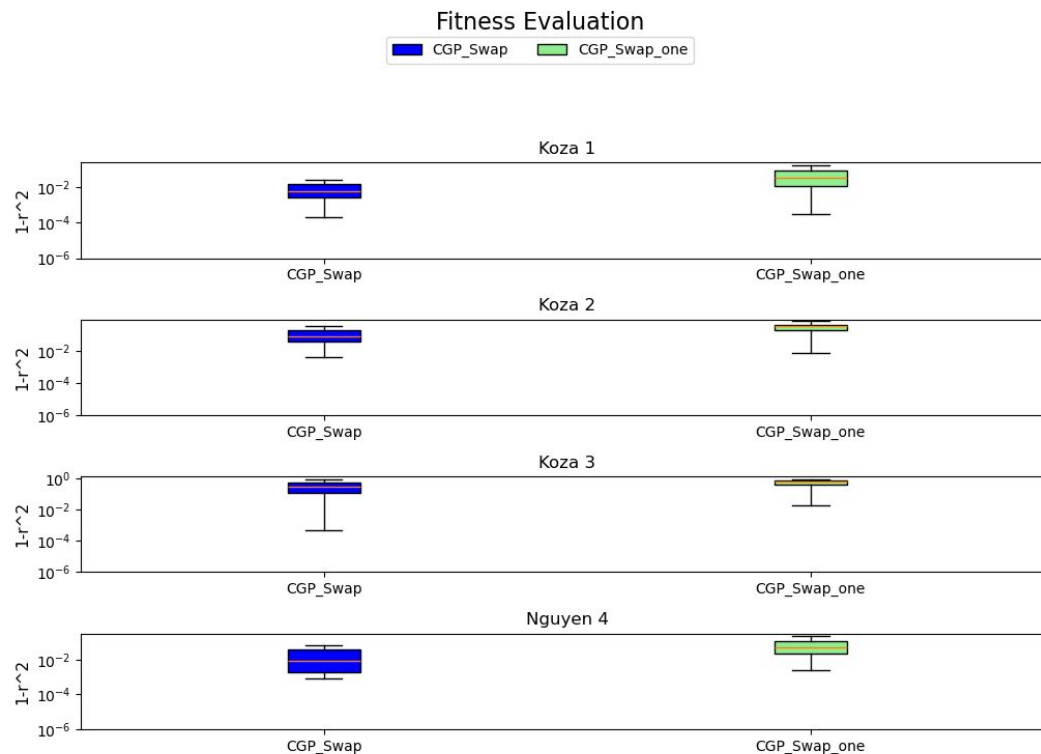 Fitness Evaluation
CGP_Swap CGP_Swap_one
Koza 1
1-r^2
10^-2
10^-4
10^-6
CGP_Swap CGP_Swap_one
Koza 2
1-r^2
10^-2
10^-4
10^-6
CGP_Swap CGP_Swap_one
Koza 3
1-r^2
10^0
10^-2
10^-4
10^-6
CGP_Swap CGP_Swap_one
Nguyen 4
1-r^2
10^-2
10^-4
10^-6
CGP_Swap CGP_Swap_one